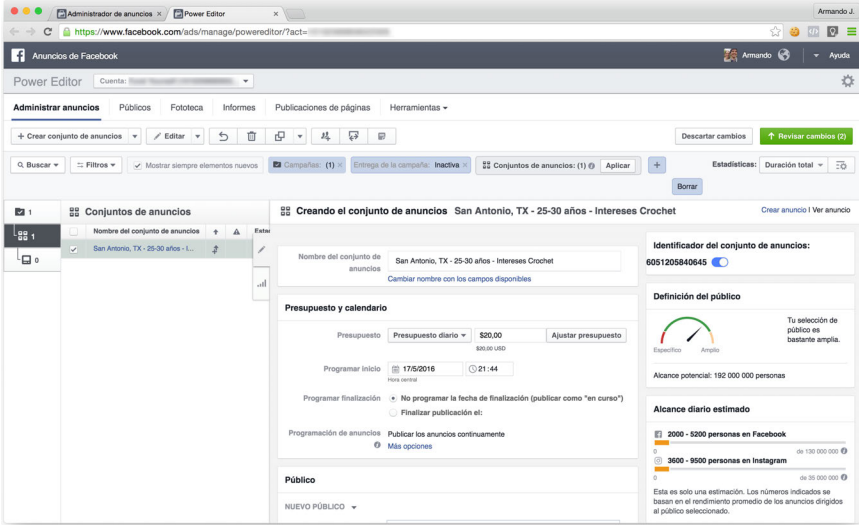 Administrador de anuncios
Power Editor
Armando J.
https://www.facebook.com/ads/manage/powereditor/?act=
Anuncios de Facebook
Armando
Ayuda
Power Editor
Cuenta:
Administrar anuncios
Públicos
Fototeca
Informes
Publicaciones de páginas
Herramientas
+ Crear conjunto de anuncios
Editar
Descartar cambios
Revisar cambios (2)
Buscar
Filtros
Mostrar siempre elementos nuevos
Campañas: (1) ×
Entrega de la campaña: Inactiva ×
Conjuntos de anuncios: (1)
Aplicar
+
Estadísticas:
Duración total
Borrar
1
Conjuntos de anuncios
Creando el conjunto de anuncios San Antonio, TX - 25-30 años - Intereses Crochet
Crear anuncio | Ver anuncio
1
Nombre del conjunto de anuncios
San Antonio, TX - 25-30 años - I...
0
Nombre del conjunto de anuncios
San Antonio, TX - 25-30 años - Intereses Crochet
Cambiar nombre con los campos disponibles
Identificador del conjunto de anuncios:
6051205840645
Presupuesto y calendario
Presupuesto
Presupuesto diario
$20,00
Ajustar presupuesto
$20,00 USD
Programar inicio
17/5/2016
21:44
Hora central
Programar finalización
No programar la fecha de finalización (publicar como "en curso")
Finalizar publicación el:
Programación de anuncios
Publicar los anuncios continuamente
Más opciones
Definición del público
Tu selección de
público es
bastante amplia.
Específico
Amplio
Alcance potencial: 192 000 000 personas
Alcance diario estimado
2000 - 5200 personas en Facebook
0
de 130 000 000
3600 - 9500 personas en Instagram
0
de 35 000 000
Esta es solo una estimación. Los números indicados se
basan en el rendimiento promedio de los anuncios dirigidos
al público seleccionado.
Público
NUEVO PÚBLICO